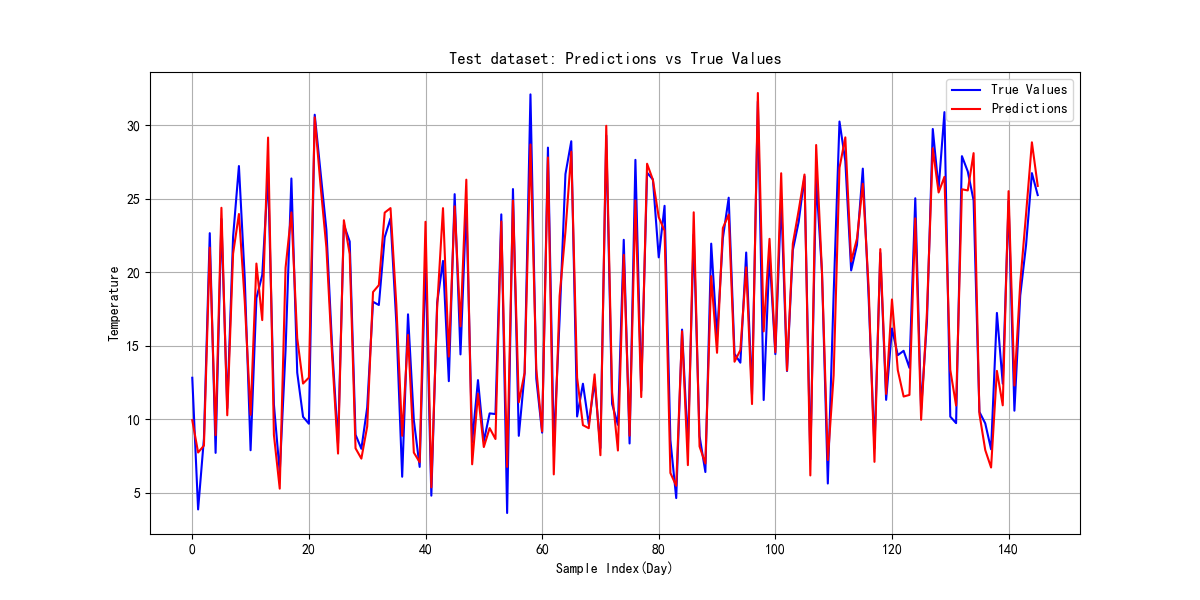 Test dataset: Predictions vs True Values
True Values
Predictions
Temperature
30
25
20
15
10
5
0 20 40 60 80 100 120 140
Sample Index(Day)